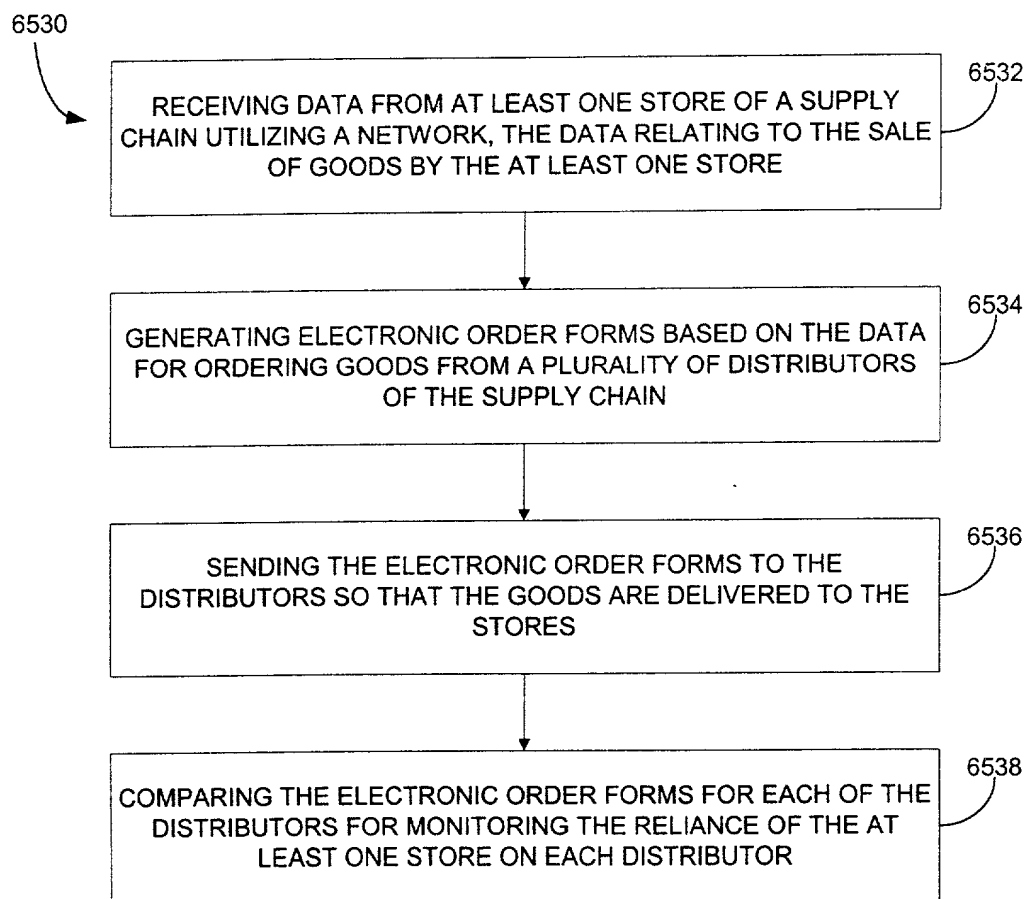 6530
6532
RECEIVING DATA FROM AT LEAST ONE STORE OF A SUPPLY
CHAIN UTILIZING A NETWORK, THE DATA RELATING TO THE SALE
OF GOODS BY THE AT LEAST ONE STORE
6534
GENERATING ELECTRONIC ORDER FORMS BASED ON THE DATA
FOR ORDERING GOODS FROM A PLURALITY OF DISTRIBUTORS
OF THE SUPPLY CHAIN
6536
SENDING THE ELECTRONIC ORDER FORMS TO THE
DISTRIBUTORS SO THAT THE GOODS ARE DELIVERED TO THE
STORES
6538
COMPARING THE ELECTRONIC ORDER FORMS FOR EACH OF THE
DISTRIBUTORS FOR MONITORING THE RELIANCE OF THE AT
LEAST ONE STORE ON EACH DISTRIBUTOR